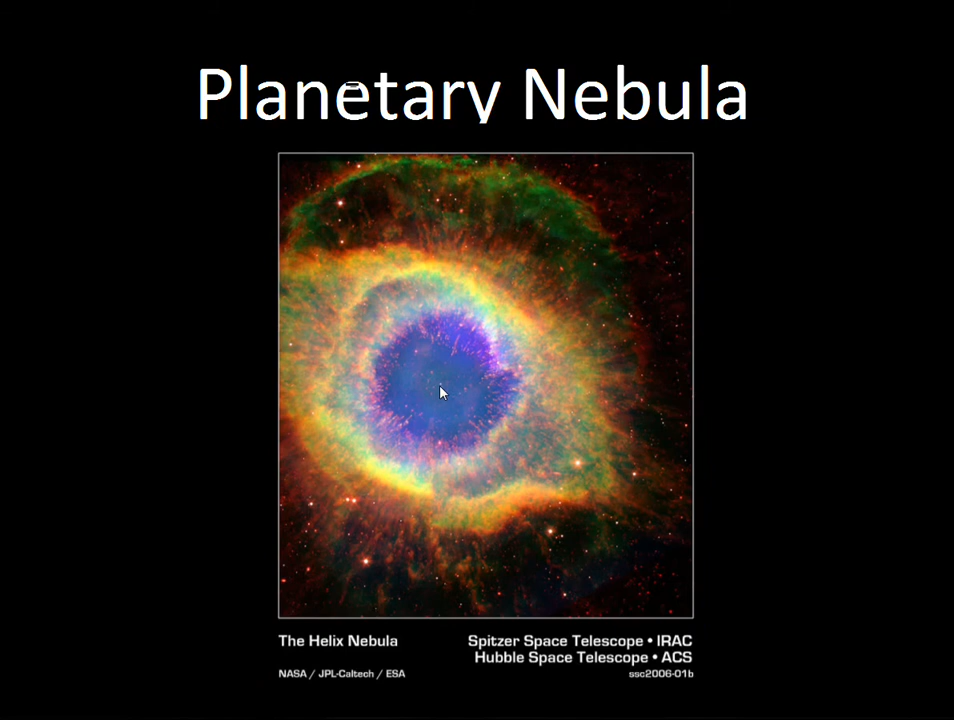 Planetary Nebula
The Helix Nebula
Spitzer Space Telescope • IRAC
Hubble Space Telescope • ACS
NASA / JPL-Caltech / ESA
ssc2006-01b